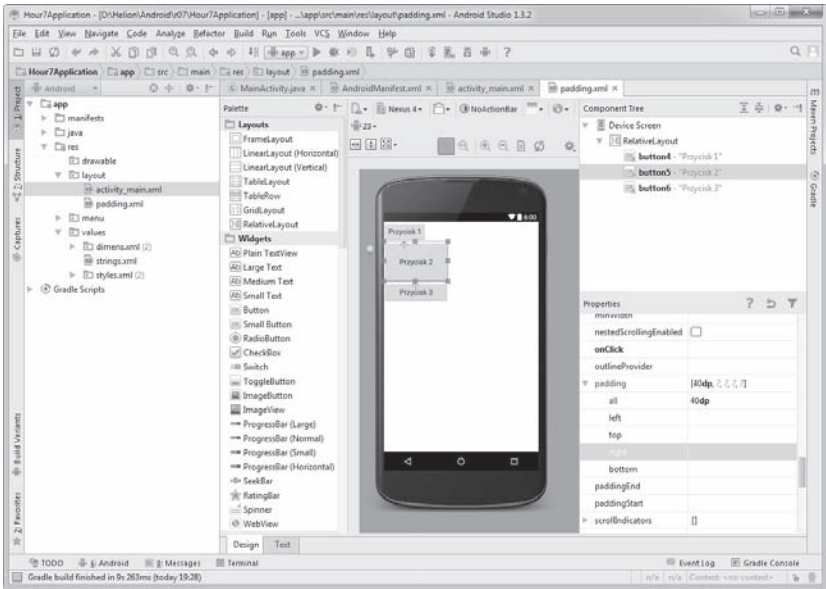 Hour7Application - [D:\Helion\Android\r07\Hour7Application] - [app] - ...\app\src\main\res\layout\padding.xml - Android Studio 1.3.2
File Edit View Navigate Code Analyze Refactor Build Run Tools VCS Window Help
app
Hour7Application app src main res layout padding.xml
Android
MainActivity.java AndroidManifest.xml activity_main.xml padding.xml
1: Project
Z: Structure
Captures
Build Variants
2: Favorites
app
manifests
java
res
drawable
layout
activity_main.xml
padding.xml
menu
values
dimens.xml (2)
strings.xml
styles.xml (2)
Gradle Scripts
Palette
Layouts
FrameLayout
LinearLayout (Horizontal)
LinearLayout (Vertical)
TableLayout
TableRow
GridLayout
RelativeLayout
Widgets
Plain TextView
Large Text
Medium Text
Small Text
Button
Small Button
RadioButton
CheckBox
Switch
ToggleButton
ImageButton
ImageView
ProgressBar (Large)
ProgressBar (Normal)
ProgressBar (Small)
ProgressBar (Horizontal)
SeekBar
RatingBar
Spinner
WebView
Design Text
Nexus 4 NoActionBar
23
6:00
Przycisk 1
Przycisk 2
Przycisk 3
Component Tree
Device Screen
RelativeLayout
button4 - "Przycisk 1"
button5 - "Przycisk 2"
button6 - "Przycisk 3"
Properties
minWidth
nestedScrollingEnabled
onClick
outlineProvider
padding [40dp, ?, ?, ?, ?]
all 40dp
left
top
right
bottom
paddingEnd
paddingStart
scrollIndicators []
Maven Projects
Gradle
TODO 6: Android 0: Messages Terminal Event Log Gradle Console
Gradle build finished in 9s 263ms (today 19:28) n/a n/a Context: <no context>